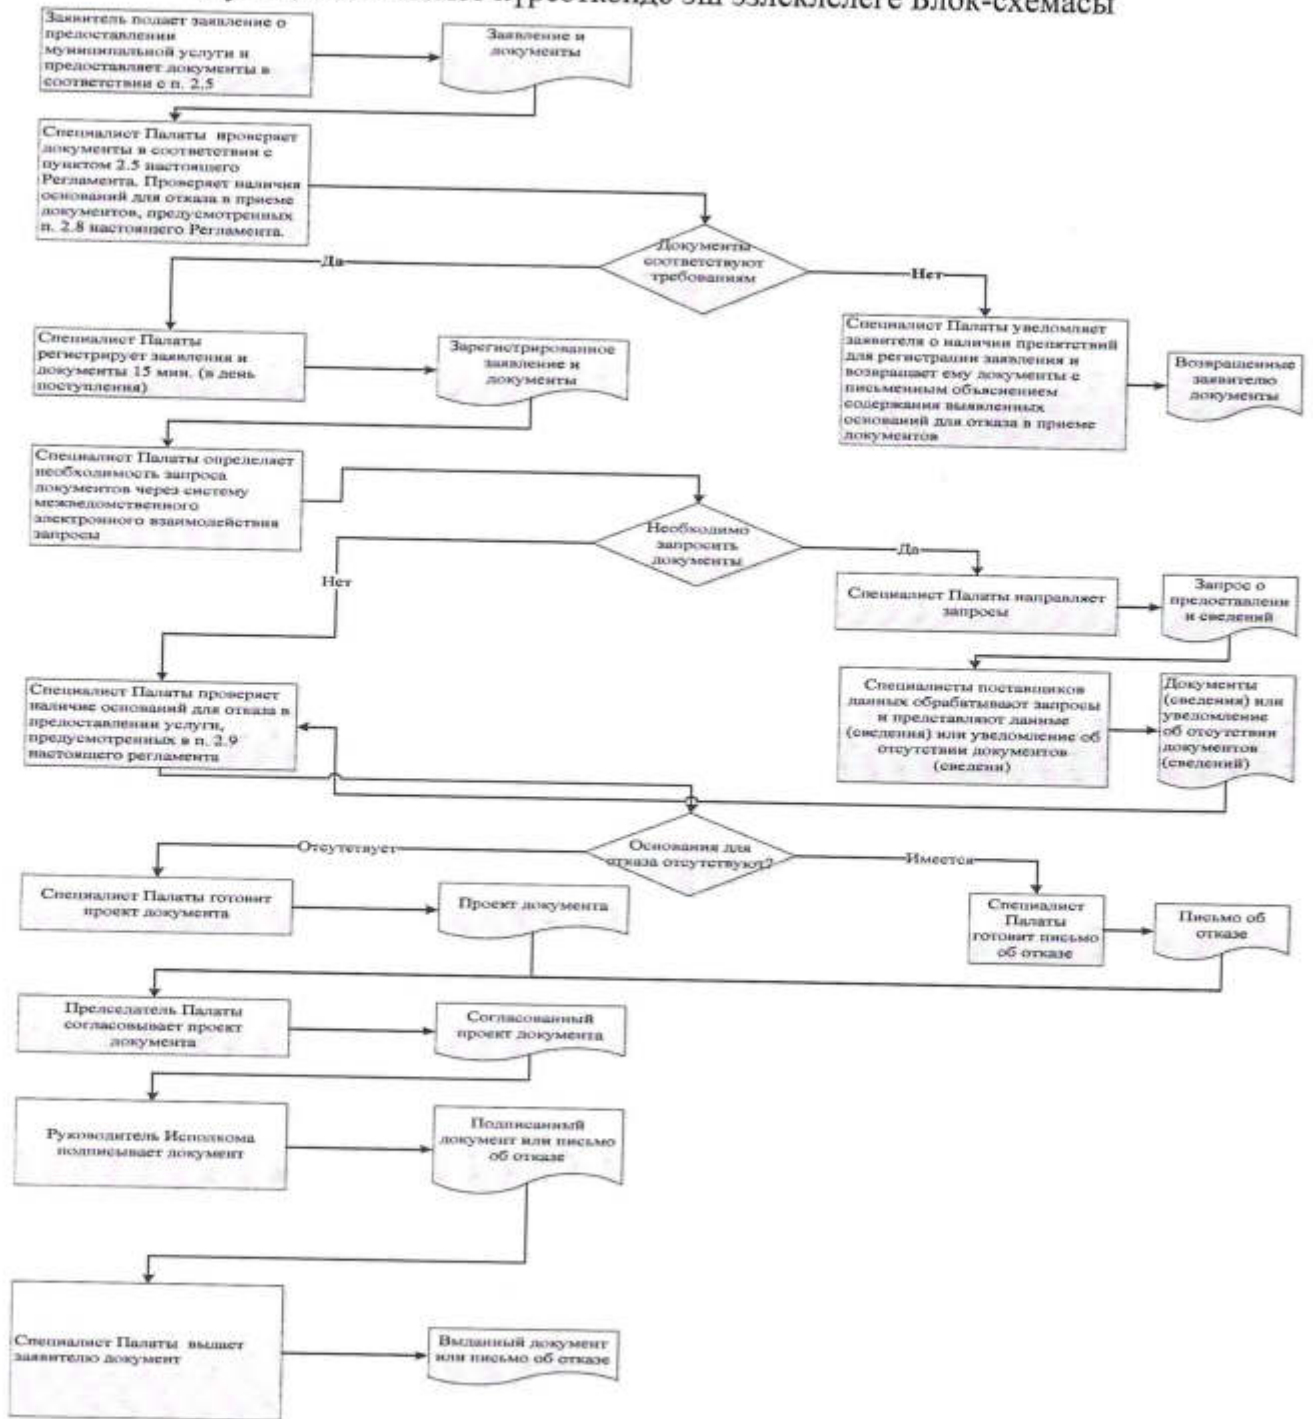 эш эзлеклелеге Блок-схемасы
Заявитель подает заявление о
предоставлении
муниципальной услуги и
предоставляет документы в
соответствии с п. 2.5
Заявление и
документы
Специалист Палаты проверяет
документы в соответствии с
пунктом 2.5 настоящего
Регламента. Проверяет наличия
оснований для отказа в приеме
документов, предусмотренных
п. 2.8 настоящего Регламента.
Документы
соответствуют
требованиям
Да
Нет
Специалист Палаты
регистрирует заявления и
документы 15 мин. (в день
поступления)
Зарегистрированное
заявление и
документы
Специалист Палаты уведомляет
заявителя о наличии препятствий
для регистрации заявления и
возвращает ему документы с
письменным объяснением
содержания выявленных
оснований для отказа в приеме
документов
Возвращенные
заявителю
документы
Специалист Палаты определяет
необходимость запроса
документов через систему
межведомственного
электронного взаимодействия
запросы
Необходимо
запросить
документы
Нет
Да
Специалист Палаты направляет
запросы
Запрос о
предоставлени
и сведений
Специалист Палаты проверяет
наличие оснований для отказа в
предоставлении услуги,
предусмотренных в п. 2.9
настоящего регламента
Специалисты поставщиков
данных обрабатывают запросы
и представляют данные
(сведения) или уведомление об
отсутствии документов
(сведени)
Документы
(сведения) или
уведомление
об отсутствии
документов
(сведений)
Основания для
отказа отсутствуют?
Отсутствует
Имеется
Специалист Палаты готовит
проект документа
Проект документа
Специалист
Палаты
готовит письмо
об отказе
Письмо об
отказе
Председатель Палаты
согласовывает проект
документа
Согласованный
проект документа
Руководитель Исполкома
подписывает документ
Подписанный
документ или письмо
об отказе
Специалист Палаты выдает
заявителю документ
Выданный документ
или письмо об отказе